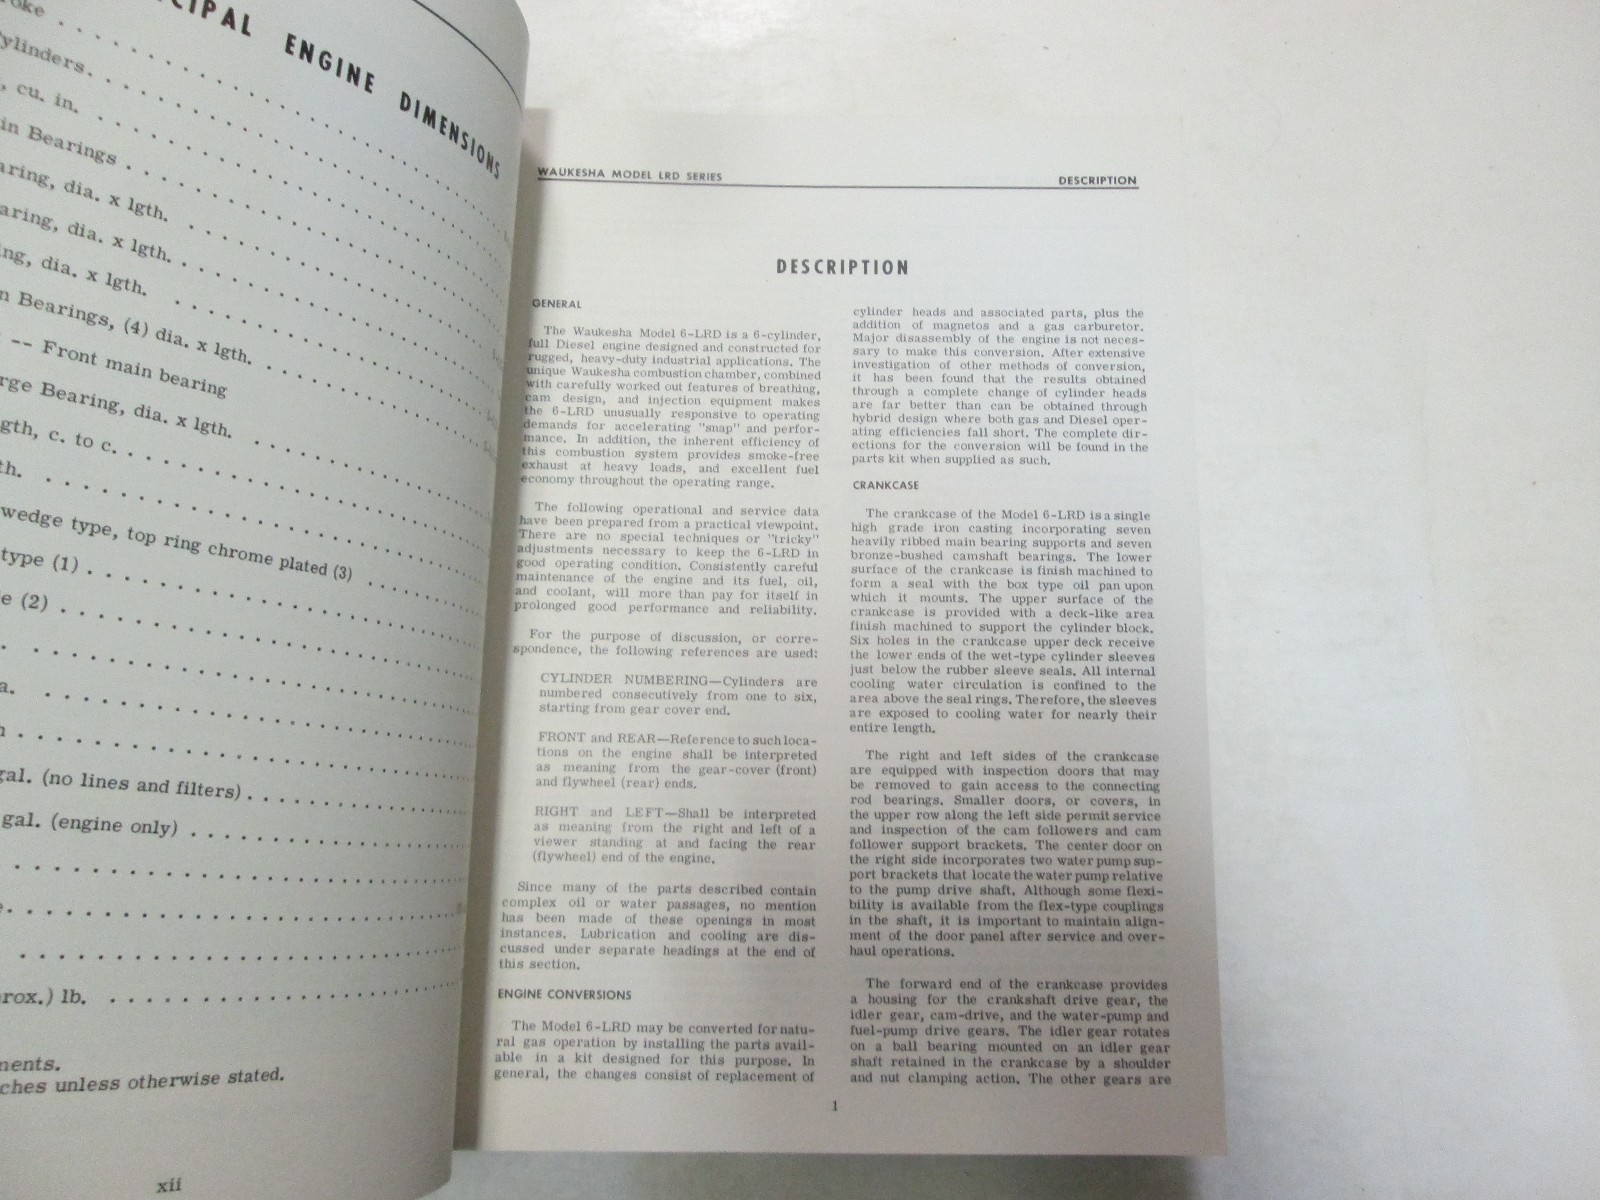 ENGINE DIMENSIONS
cu. in.
Bearings
dia. x lgth.
dia. x lgth.
dia. x lgth.
Bearings, (4) dia. x lgth.
-- Front main bearing
Bearing, dia. x lgth.
c. to c.
wedge type, top ring chrome plated (3)
type (1)
(2)
gal. (no lines and filters)
gal. (engine only)
lb.
unless otherwise stated.
xii
WAUKESHA MODEL LRD SERIES
DESCRIPTION
DESCRIPTION
GENERAL
The Waukesha Model 6-LRD is a 6-cylinder,
full Diesel engine designed and constructed for
rugged, heavy-duty industrial applications. The
unique Waukesha combustion chamber, combined
with carefully worked out features of breathing,
cam design, and injection equipment makes
the 6-LRD unusually responsive to operating
demands for accelerating "snap" and perfor-
mance. In addition, the inherent efficiency of
this combustion system provides smoke-free
exhaust at heavy loads, and excellent fuel
economy throughout the operating range.
The following operational and service data
have been prepared from a practical viewpoint.
There are no special techniques or "tricky"
adjustments necessary to keep the 6-LRD in
good operating condition. Consistently careful
maintenance of the engine and its fuel, oil,
and coolant, will more than pay for itself in
prolonged good performance and reliability.
For the purpose of discussion, or corre-
spondence, the following references are used:
CYLINDER NUMBERING—Cylinders are
numbered consecutively from one to six,
starting from gear cover end.
FRONT and REAR—Reference to such loca-
tions on the engine shall be interpreted
as meaning from the gear-cover (front)
and flywheel (rear) ends.
RIGHT and LEFT—Shall be interpreted
as meaning from the right and left of a
viewer standing at and facing the rear
(flywheel) end of the engine.
Since many of the parts described contain
complex oil or water passages, no mention
has been made of these openings in most
instances. Lubrication and cooling are dis-
cussed under separate headings at the end of
this section.
ENGINE CONVERSIONS
The Model 6-LRD may be converted for natu-
ral gas operation by installing the parts avail-
able in a kit designed for this purpose. In
general, the changes consist of replacement of
cylinder heads and associated parts, plus the
addition of magnetos and a gas carburetor.
Major disassembly of the engine is not neces-
sary to make this conversion. After extensive
investigation of other methods of conversion,
it has been found that the results obtained
through a complete change of cylinder heads
are far better than can be obtained through
hybrid design where both gas and Diesel oper-
ating efficiencies fall short. The complete dir-
ections for the conversion will be found in the
parts kit when supplied as such.
CRANKCASE
The crankcase of the Model 6-LRD is a single
high grade iron casting incorporating seven
heavily ribbed main bearing supports and seven
bronze-bushed camshaft bearings. The lower
surface of the crankcase is finish machined to
form a seal with the box type oil pan upon
which it mounts. The upper surface of the
crankcase is provided with a deck-like area
finish machined to support the cylinder block.
Six holes in the crankcase upper deck receive
the lower ends of the wet-type cylinder sleeves
just below the rubber sleeve seals. All internal
cooling water circulation is confined to the
area above the seal rings. Therefore, the sleeves
are exposed to cooling water for nearly their
entire length.
The right and left sides of the crankcase
are equipped with inspection doors that may
be removed to gain access to the connecting
rod bearings. Smaller doors, or covers, in
the upper row along the left side permit service
and inspection of the cam followers and cam
follower support brackets. The center door on
the right side incorporates two water pump sup-
port brackets that locate the water pump relative
to the pump drive shaft. Although some flexi-
bility is available from the flex-type couplings
in the shaft, it is important to maintain align-
ment of the door panel after service and over-
haul operations.
The forward end of the crankcase provides
a housing for the crankshaft drive gear, the
idler gear, cam-drive, and the water-pump and
fuel-pump drive gears. The idler gear rotates
on a ball bearing mounted on an idler gear
shaft retained in the crankcase by a shoulder
and nut clamping action. The other gears are
1